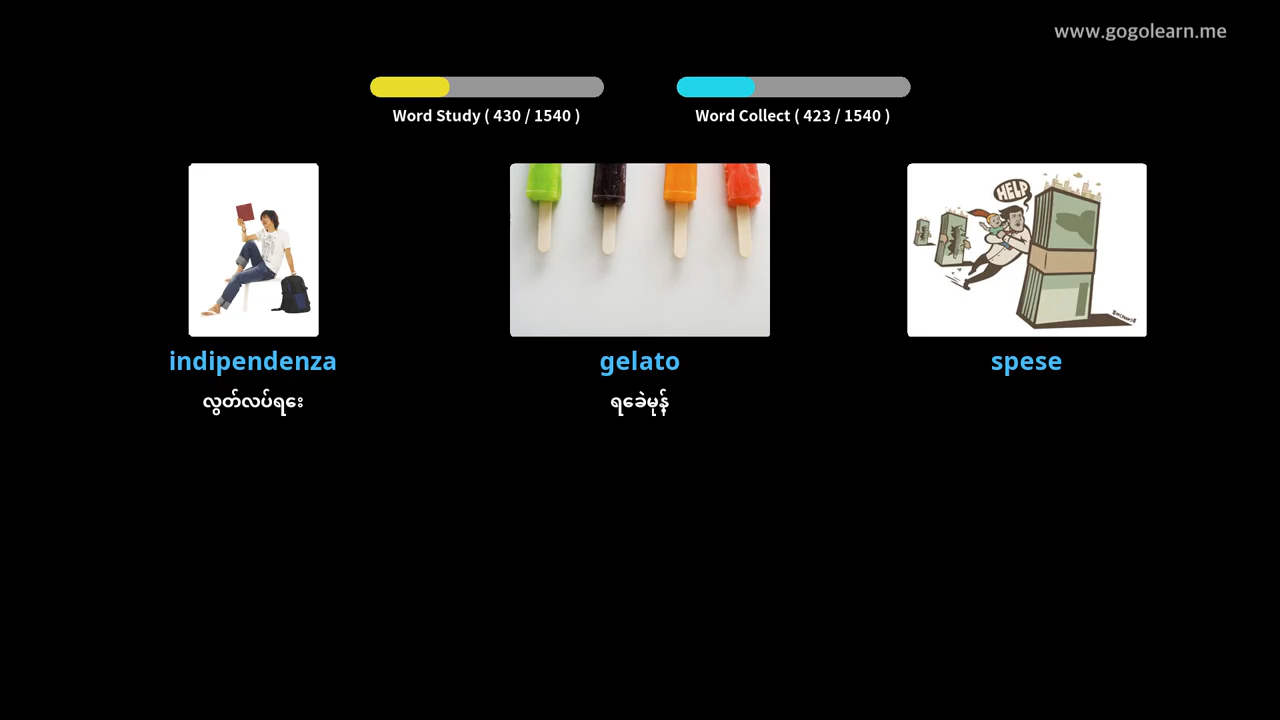 www.gogolearn.me
Word Study ( 430 / 1540 )
Word Collect ( 423 / 1540 )
HELP
indipendenza
gelato
spese
လွတ်လပ်ရေး
ရေခဲမုန့်